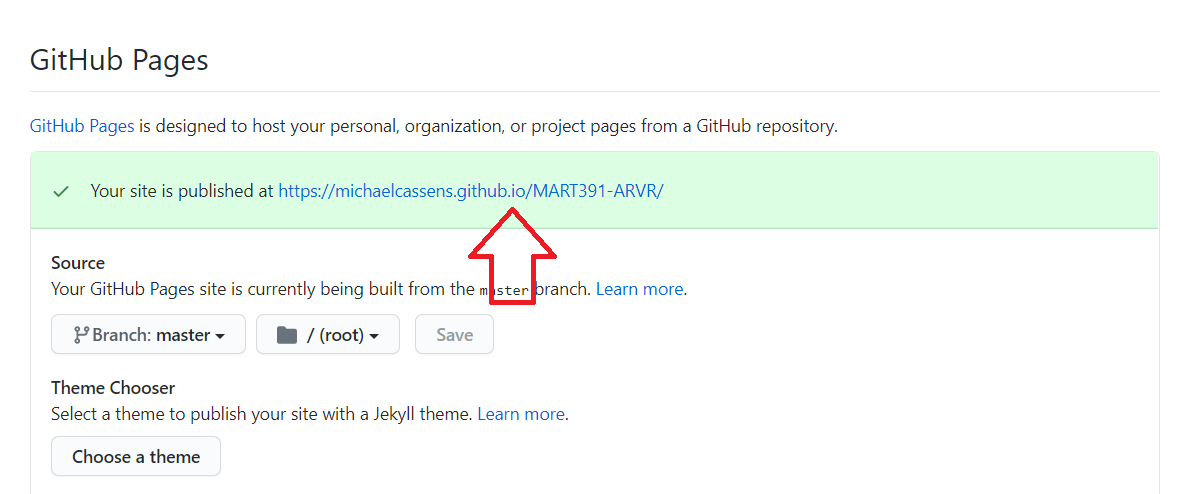 GitHub Pages
GitHub Pages is designed to host your personal, organization, or project pages from a GitHub repository.
Your site is published at https://michaelcassens.github.io/MART391-ARVR/
Source
Your GitHub Pages site is currently being built from the master branch. Learn more.
Branch: master / (root) Save
Theme Chooser
Select a theme to publish your site with a Jekyll theme. Learn more.
Choose a theme